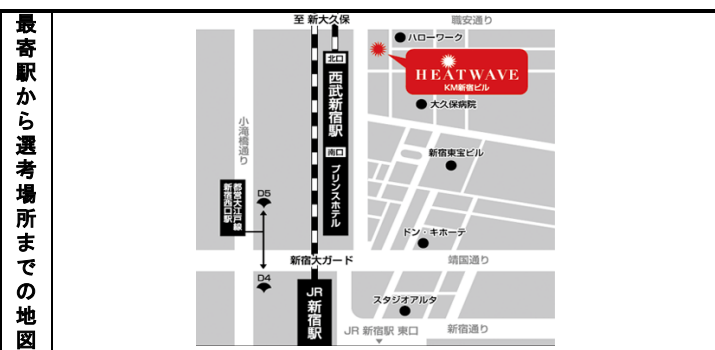 最寄駅から選考場所までの地図
至 新大久保
職安通り
ハローワーク
北口
HEATWAVE
KM新宿ビル
西武新宿駅
大久保病院
小滝橋通り
南口
新宿東宝ビル
プリンスホテル
都営大江戸線
新宿西口駅
D5
ドン・キホーテ
新宿大ガード
靖国通り
D4
JR 新宿駅
スタジオアルタ
JR 新宿駅 東口
新宿通り